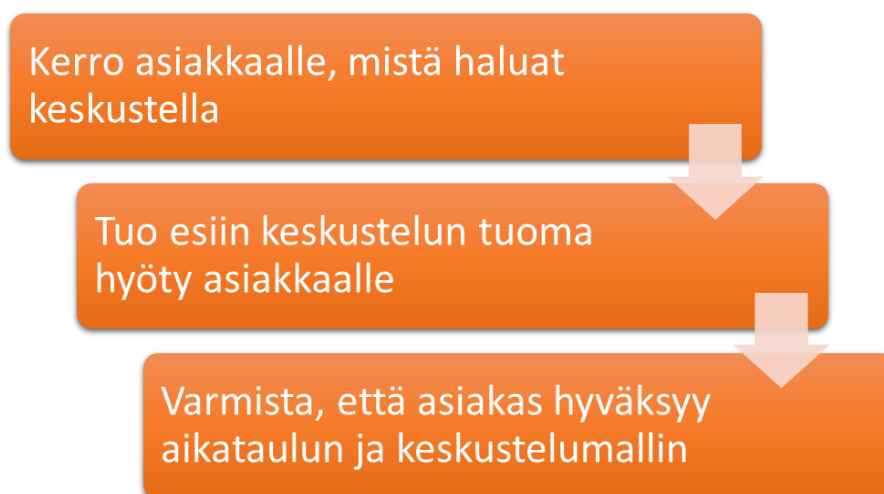 Kerro asiakkaalle, mistä haluat
keskustella
Tuo esiin keskustelun tuoma
hyöty asiakkaalle
Varmista, että asiakas hyväksyy
aikataulun ja keskustelumallin